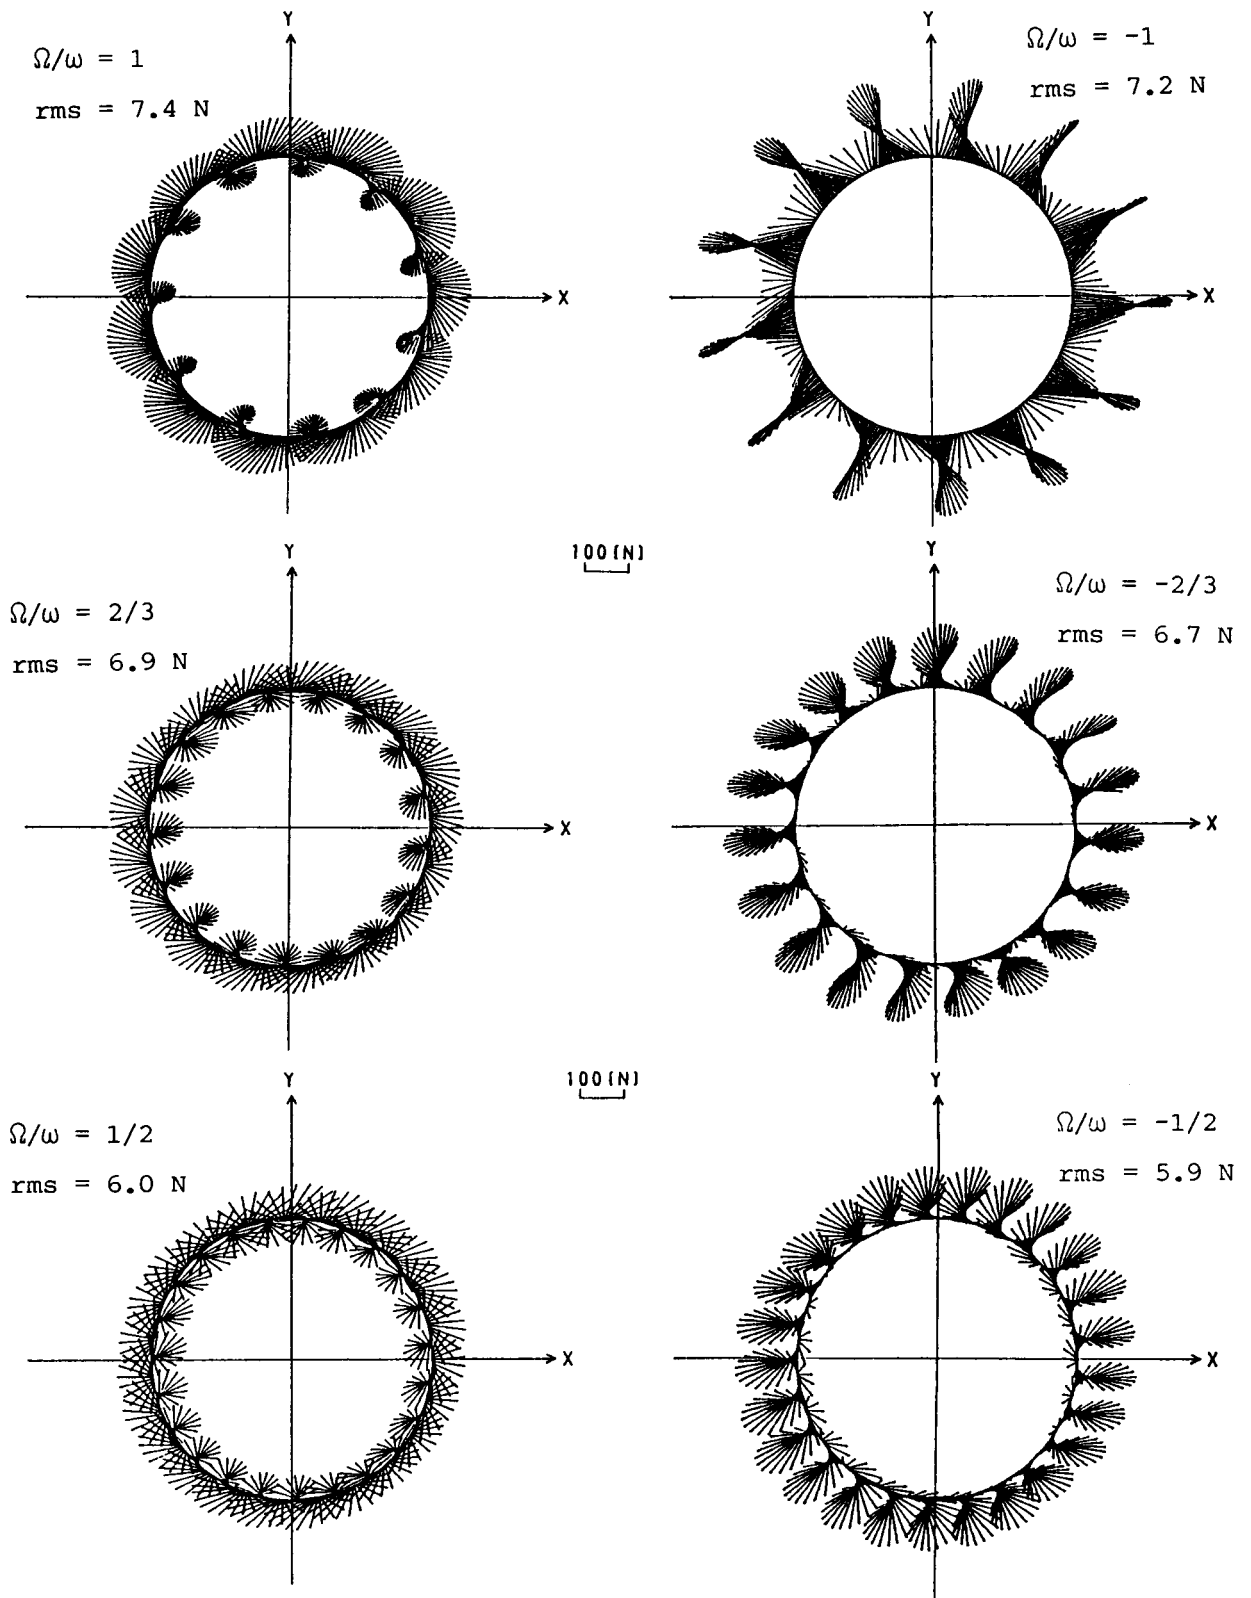 Y
Ω/ω = 1
rms = 7.4 N
X
Y
Ω/ω = -1
rms = 7.2 N
X
100[N]
Y
Ω/ω = 2/3
rms = 6.9 N
X
Y
Ω/ω = -2/3
rms = 6.7 N
X
100[N]
Y
Ω/ω = 1/2
rms = 6.0 N
X
Y
Ω/ω = -1/2
rms = 5.9 N
X